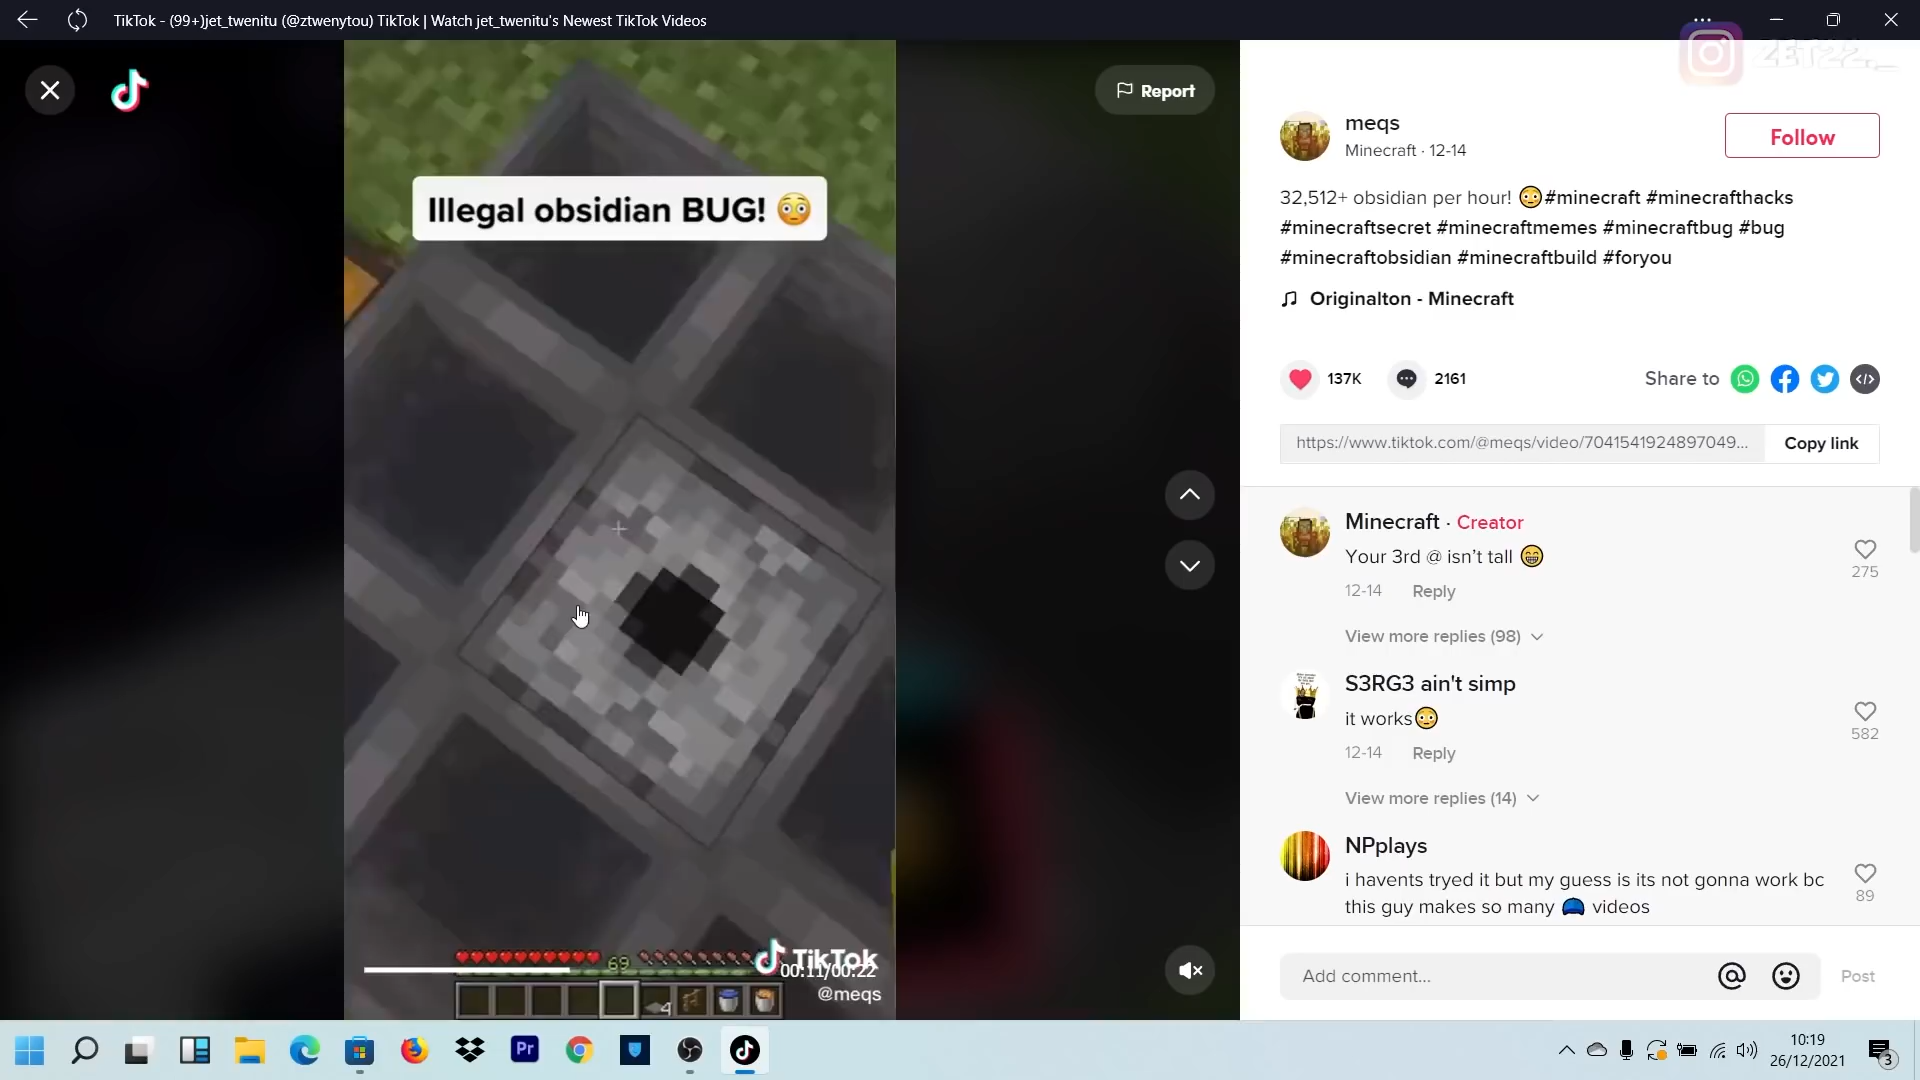 TikTok - (99+)jet_twenitu (@ztwenytou) TikTok | Watch jet_twenitu's Newest TikTok Videos
ZET22._
Report
Illegal obsidian BUG! 😳
69
TikTok
00:11/00:22
@meqs
4
meqs
Minecraft · 12-14
Follow
32,512+ obsidian per hour! 😳#minecraft #minecrafthacks
#minecraftsecret #minecraftmemes #minecraftbug #bug
#minecraftobsidian #minecraftbuild #foryou
Originalton - Minecraft
137K
2161
Share to
https://www.tiktok.com/@meqs/video/7041541924897049...
Copy link
Minecraft · Creator
Your 3rd @ isn't tall 😁
275
12-14 Reply
View more replies (98)
S3RG3 ain't simp
it works😳
582
12-14 Reply
View more replies (14)
NPplays
i havents tryed it but my guess is its not gonna work bc
this guy makes so many 🧢 videos
89
Add comment...
Post
Pr
10:19
26/12/2021
3